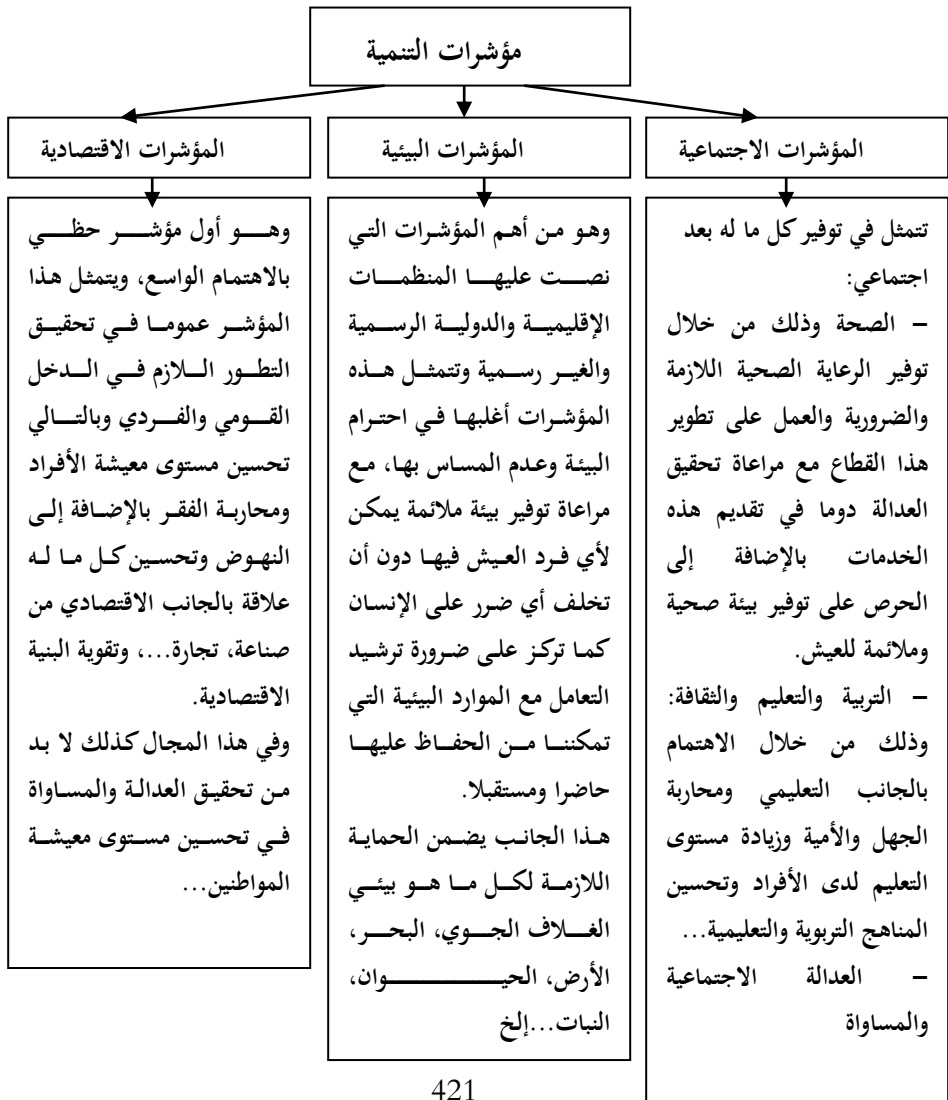 مؤشرات التنمية
المؤشرات الاجتماعية
تتمثل في توفير كل ما له بعد
اجتماعي:
– الصحة وذلك من خلال
توفير الرعاية الصحية اللازمة
والضرورية والعمل على تطوير
هذا القطاع مع مراعاة تحقيق
العدالة دوما في تقديم هذه
الخدمات بالإضافة إلى
الحرص على توفير بيئة صحية
وملائمة للعيش.
– التربية والتعليم والثقافة:
وذلك من خلال الاهتمام
بالجانب التعليمي ومحاربة
الجهل والأمية وزيادة مستوى
التعليم لدى الأفراد وتحسين
المناهج التربوية والتعليمية...
– العدالة الاجتماعية
والمساواة
المؤشرات البيئية
وهو من أهم المؤشرات التي
نصت عليها المنظمات
الإقليمية والدولية الرسمية
والغير رسمية وتتمثل هذه
المؤشرات أغلبها في احترام
البيئة وعدم المساس بها، مع
مراعاة توفير بيئة ملائمة يمكن
لأي فرد العيش فيها دون أن
تخلف أي ضرر على الإنسان
كما تركز على ضرورة ترشيد
التعامل مع الموارد البيئية التي
تمكننا من الحفاظ عليها
حاضرا ومستقبلا.
هذا الجانب يضمن الحماية
اللازمة لكل ما هو بيئي
الغلاف الجوي، البحر،
الأرض، الحيوان،
النبات...إلخ
المؤشرات الاقتصادية
وهو أول مؤشر حظي
بالاهتمام الواسع، ويتمثل هذا
المؤشر عموما في تحقيق
التطور اللازم في الدخل
القومي والفردي وبالتالي
تحسين مستوى معيشة الأفراد
ومحاربة الفقر بالإضافة إلى
النهوض وتحسين كل ما له
علاقة بالجانب الاقتصادي من
صناعة، تجارة...، وتقوية البنية
الاقتصادية.
وفي هذا المجال كذلك لا بد
من تحقيق العدالة والمساواة
في تحسين مستوى معيشة
المواطنين...
421